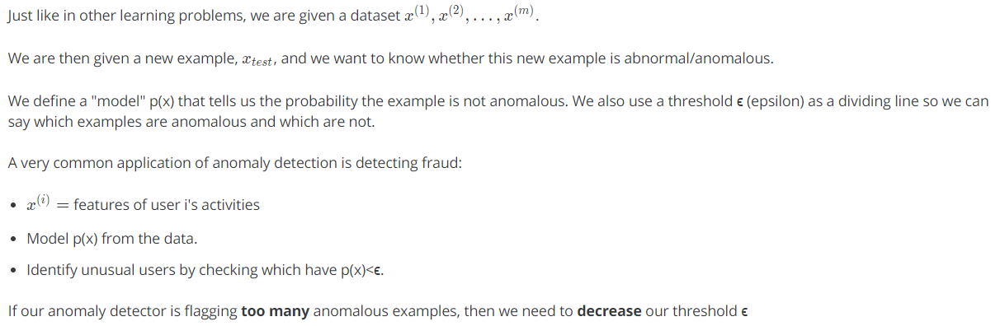 Just like in other learning problems, we are given a dataset x^(1), x^(2), . . . , x^(m).
We are then given a new example, x_test, and we want to know whether this new example is abnormal/anomalous.
We define a "model" p(x) that tells us the probability the example is not anomalous. We also use a threshold ϵ (epsilon) as a dividing line so we can
say which examples are anomalous and which are not.
A very common application of anomaly detection is detecting fraud:
• x^(i) = features of user i's activities
• Model p(x) from the data.
• Identify unusual users by checking which have p(x)<ϵ.
If our anomaly detector is flagging too many anomalous examples, then we need to decrease our threshold ϵ